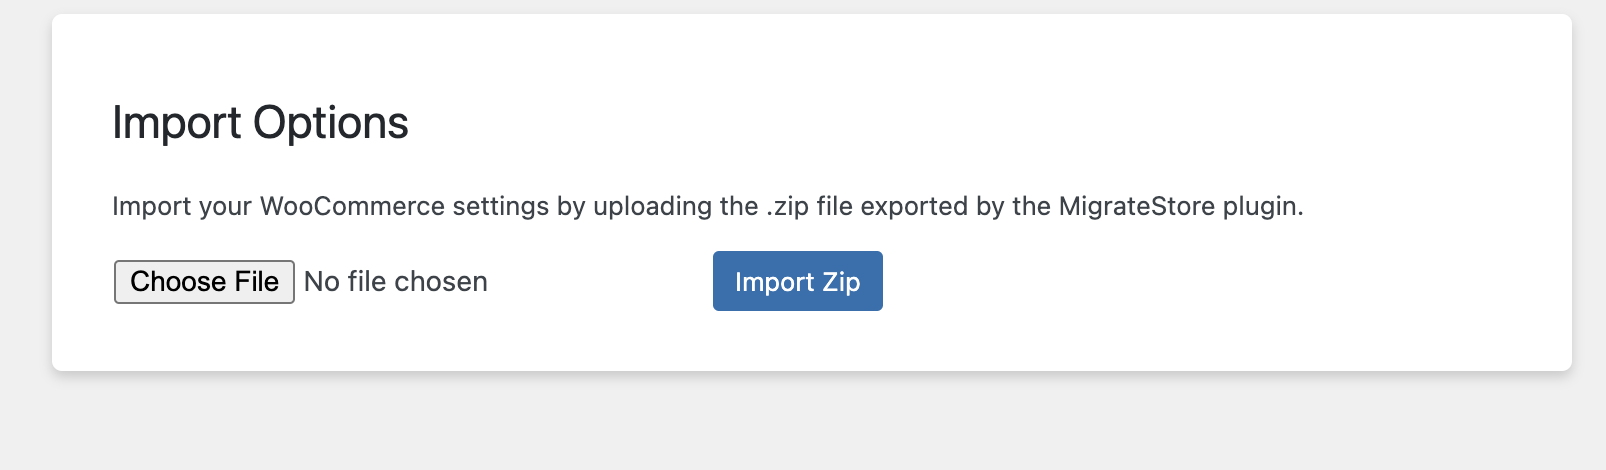 Import Options
Import your WooCommerce settings by uploading the .zip file exported by the MigrateStore plugin.
Choose File No file chosen Import Zip